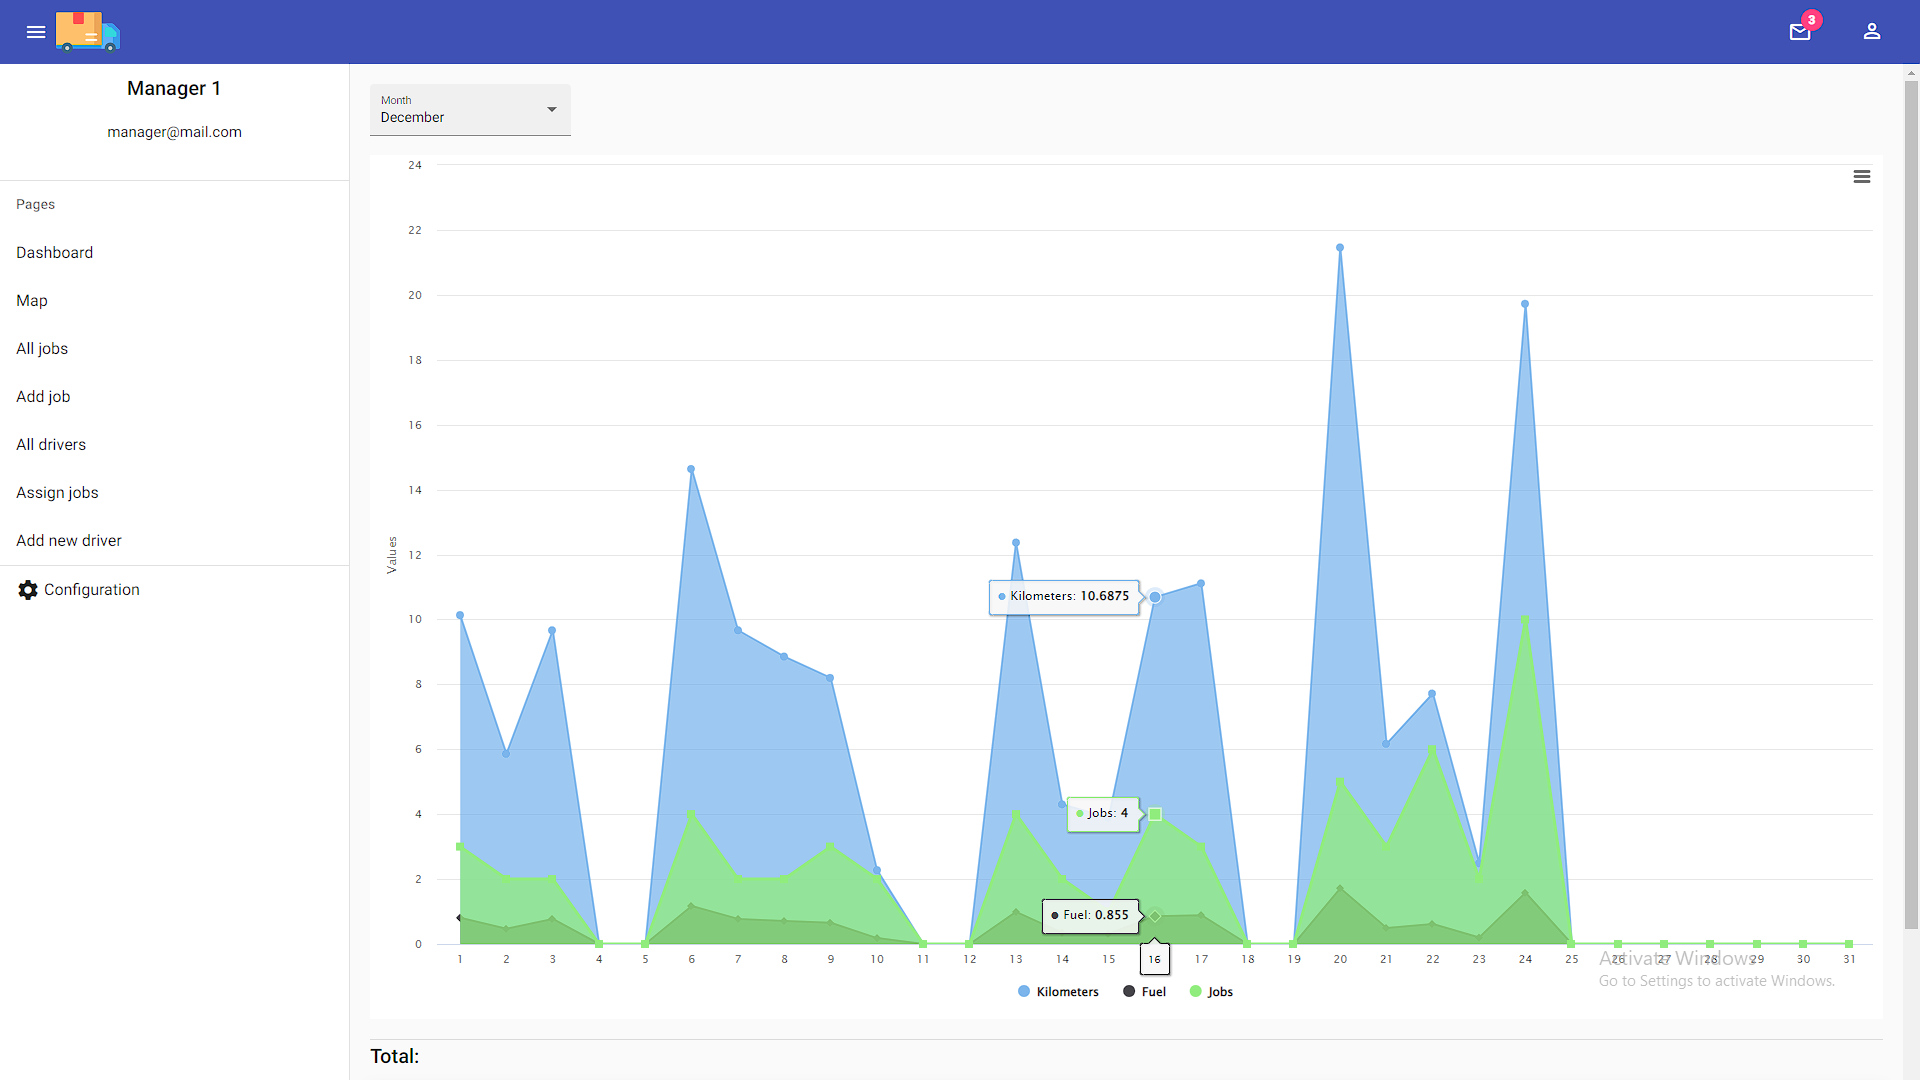 3
Manager 1
manager@mail.com
Pages
Dashboard
Map
All jobs
Add job
All drivers
Assign jobs
Add new driver
Configuration
Month
December
24
22
20
18
16
14
12
10
8
6
4
2
0
Values
Kilometers: 10.6875
Jobs: 4
Fuel: 0.855
1 2 3 4 5 6 7 8 9 10 11 12 13 14 15 16 17 18 19 20 21 22 23 24 25 26 27 28 29 30 31
Kilometers Fuel Jobs
Activate Windows
Go to Settings to activate Windows.
Total: